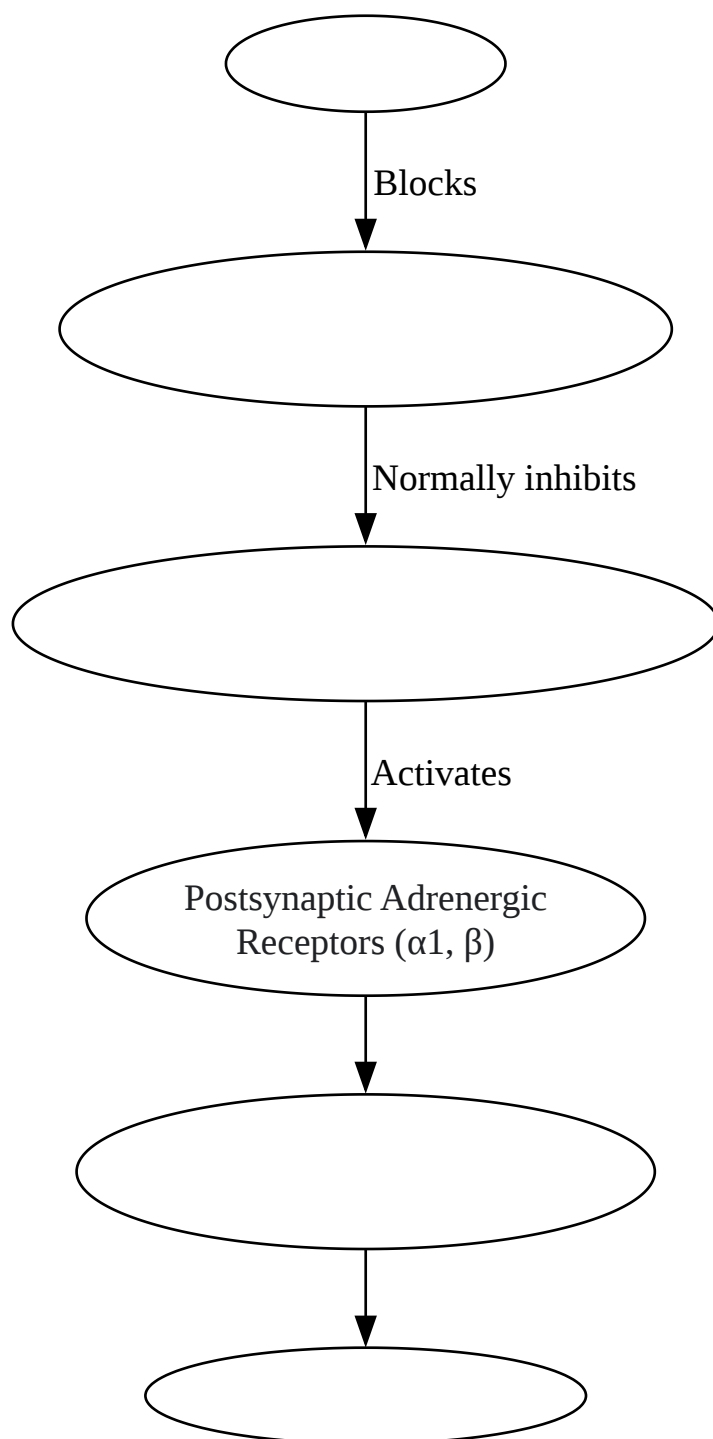 Blocks
Normally inhibits
Activates
Postsynaptic Adrenergic
Receptors (α1, β)